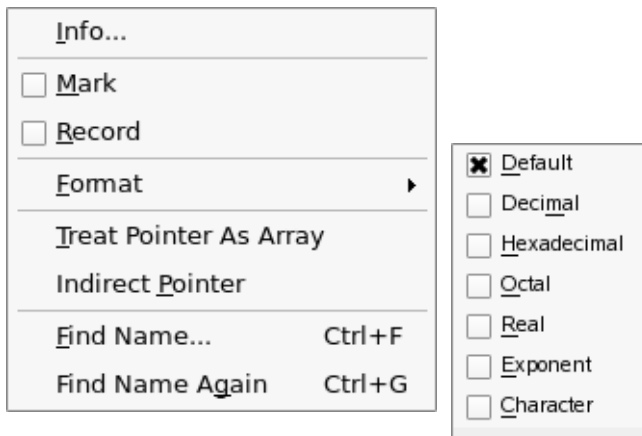 Info...
Mark
Record
Format
Treat Pointer As Array
Indirect Pointer
Find Name... Ctrl+F
Find Name Again Ctrl+G
Default
Decimal
Hexadecimal
Octal
Real
Exponent
Character